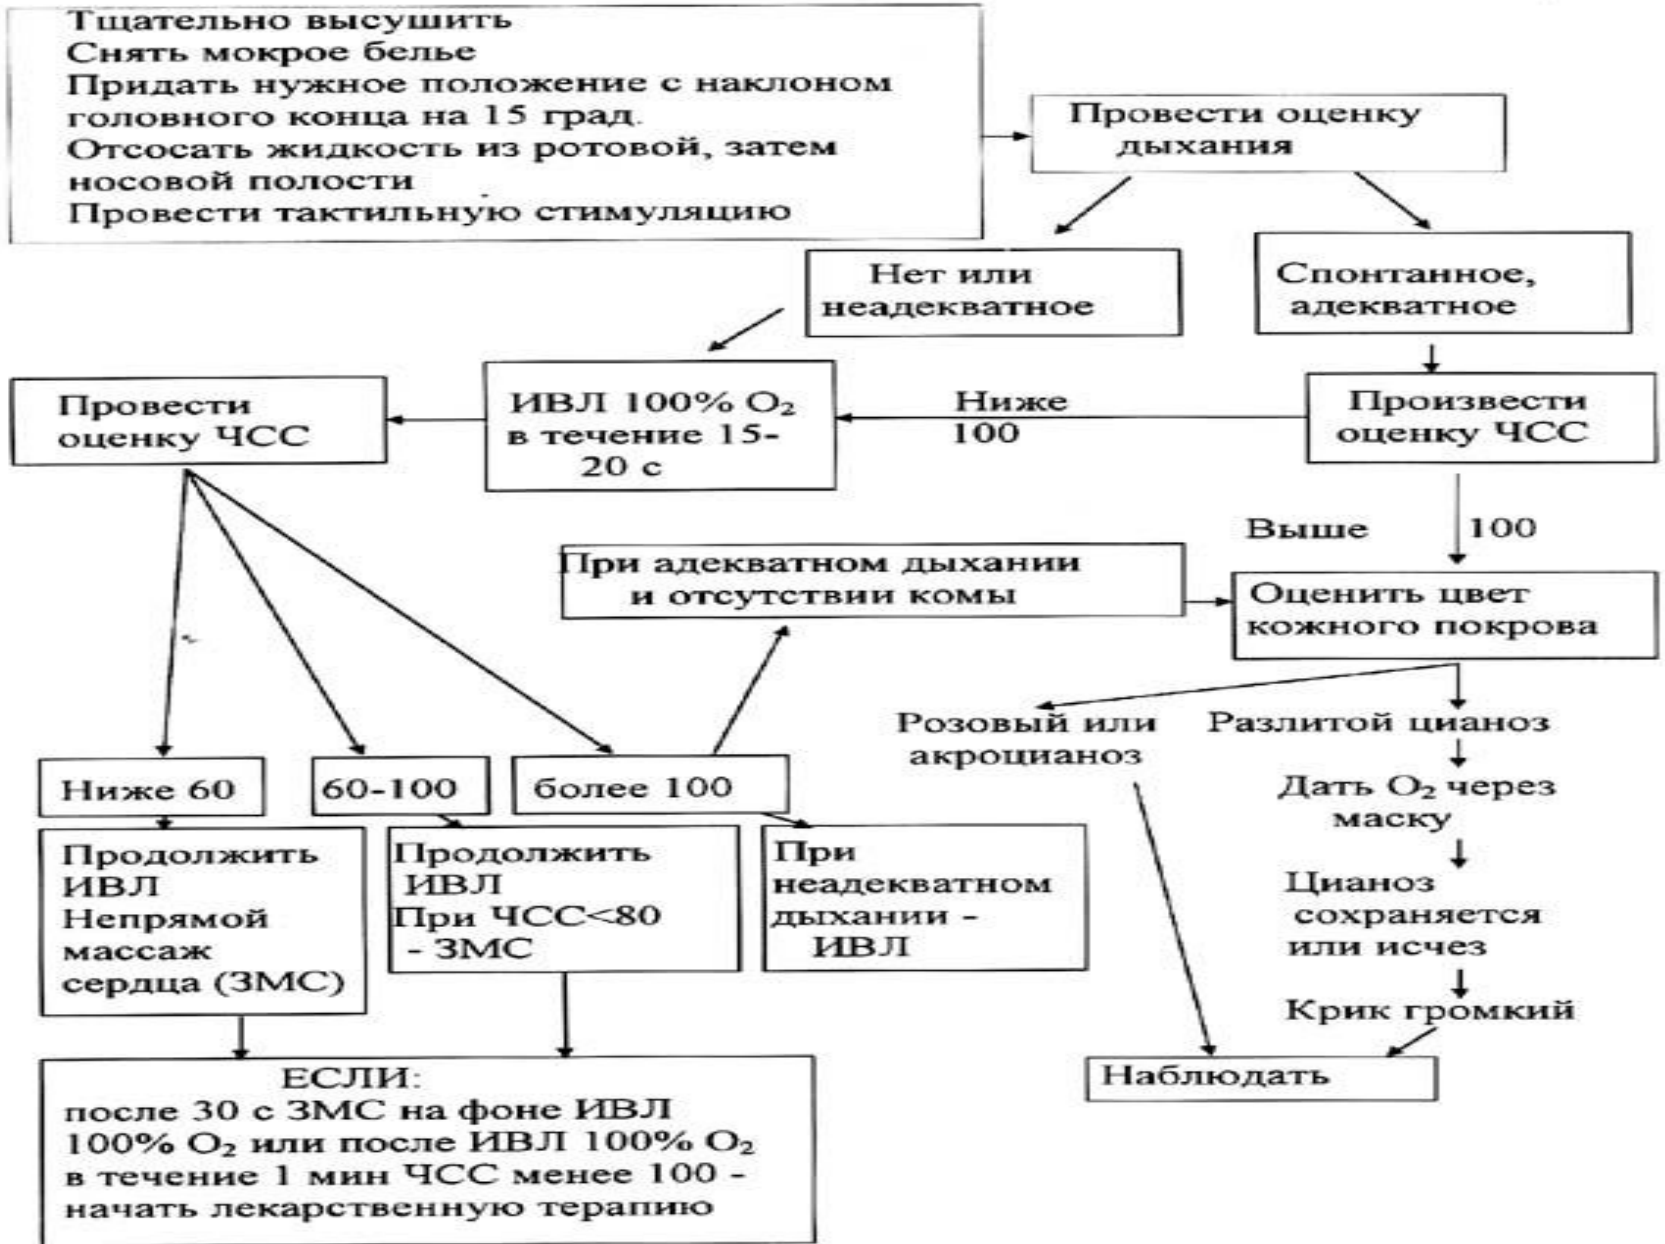 Тщательно высушить
Снять мокрое белье
Придать нужное положение с наклоном
головного конца на 15 град.
Отсосать жидкость из ротовой, затем
носовой полости
Провести тактильную стимуляцию
Провести оценку
дыхания
Нет или
неадекватное
Спонтанное,
адекватное
Провести
оценку ЧСС
ИВЛ 100% O₂
в течение 15-
20 с
Ниже
100
Произвести
оценку ЧСС
Выше 100
При адекватном дыхании
и отсутствии комы
Оценить цвет
кожного покрова
Розовый или
акроцианоз
Разлитой цианоз
Дать O₂ через
маску
Цианоз
сохраняется
или исчез
Крик громкий
Наблюдать
Ниже 60
60-100
более 100
Продолжить
ИВЛ
Непрямой
массаж
сердца (ЗМС)
Продолжить
ИВЛ
При ЧСС<80
- ЗМС
При
неадекватном
дыхании -
ИВЛ
ЕСЛИ:
после 30 с ЗМС на фоне ИВЛ
100% O₂ или после ИВЛ 100% O₂
в течение 1 мин ЧСС менее 100 -
начать лекарственную терапию